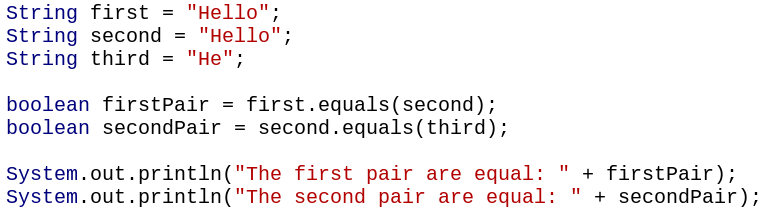 String first = "Hello";
String second = "Hello";
String third = "He";
boolean firstPair = first.equals(second);
boolean secondPair = second.equals(third);
System.out.println("The first pair are equal: " + firstPair);
System.out.println("The second pair are equal: " + secondPair);